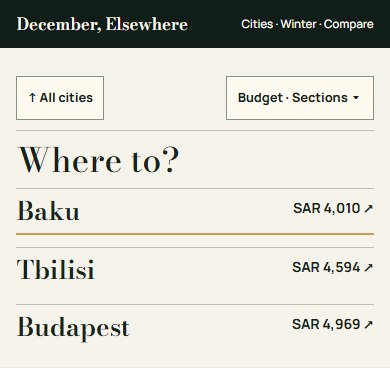 December, Elsewhere
Cities · Winter · Compare
↑ All cities
Budget · Sections
Where to?
Baku
SAR 4,010 ↗
Tbilisi
SAR 4,594 ↗
Budapest
SAR 4,969 ↗